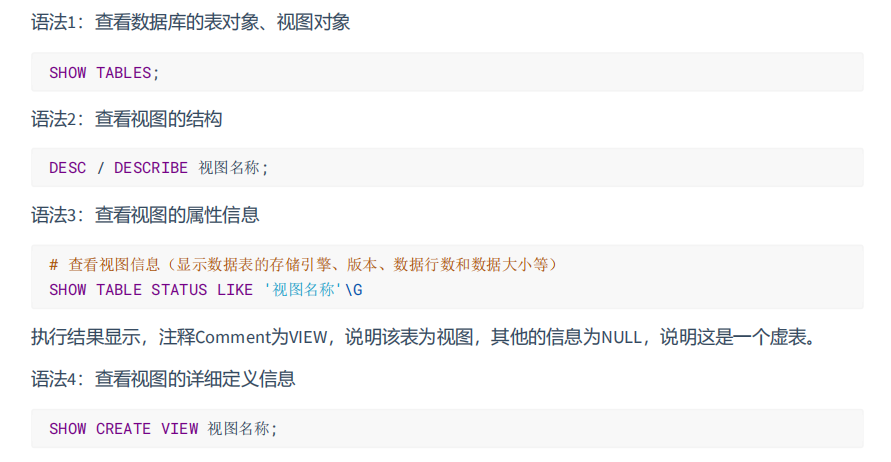 语法1：查看数据库的表对象、视图对象
SHOW TABLES;
语法2：查看视图的结构
DESC / DESCRIBE 视图名称;
语法3：查看视图的属性信息
# 查看视图信息（显示数据表的存储引擎、版本、数据行数和数据大小等）
SHOW TABLE STATUS LIKE '视图名称'\G
执行结果显示，注释Comment为VIEW，说明该表为视图，其他的信息为NULL，说明这是一个虚表。
语法4：查看视图的详细定义信息
SHOW CREATE VIEW 视图名称;